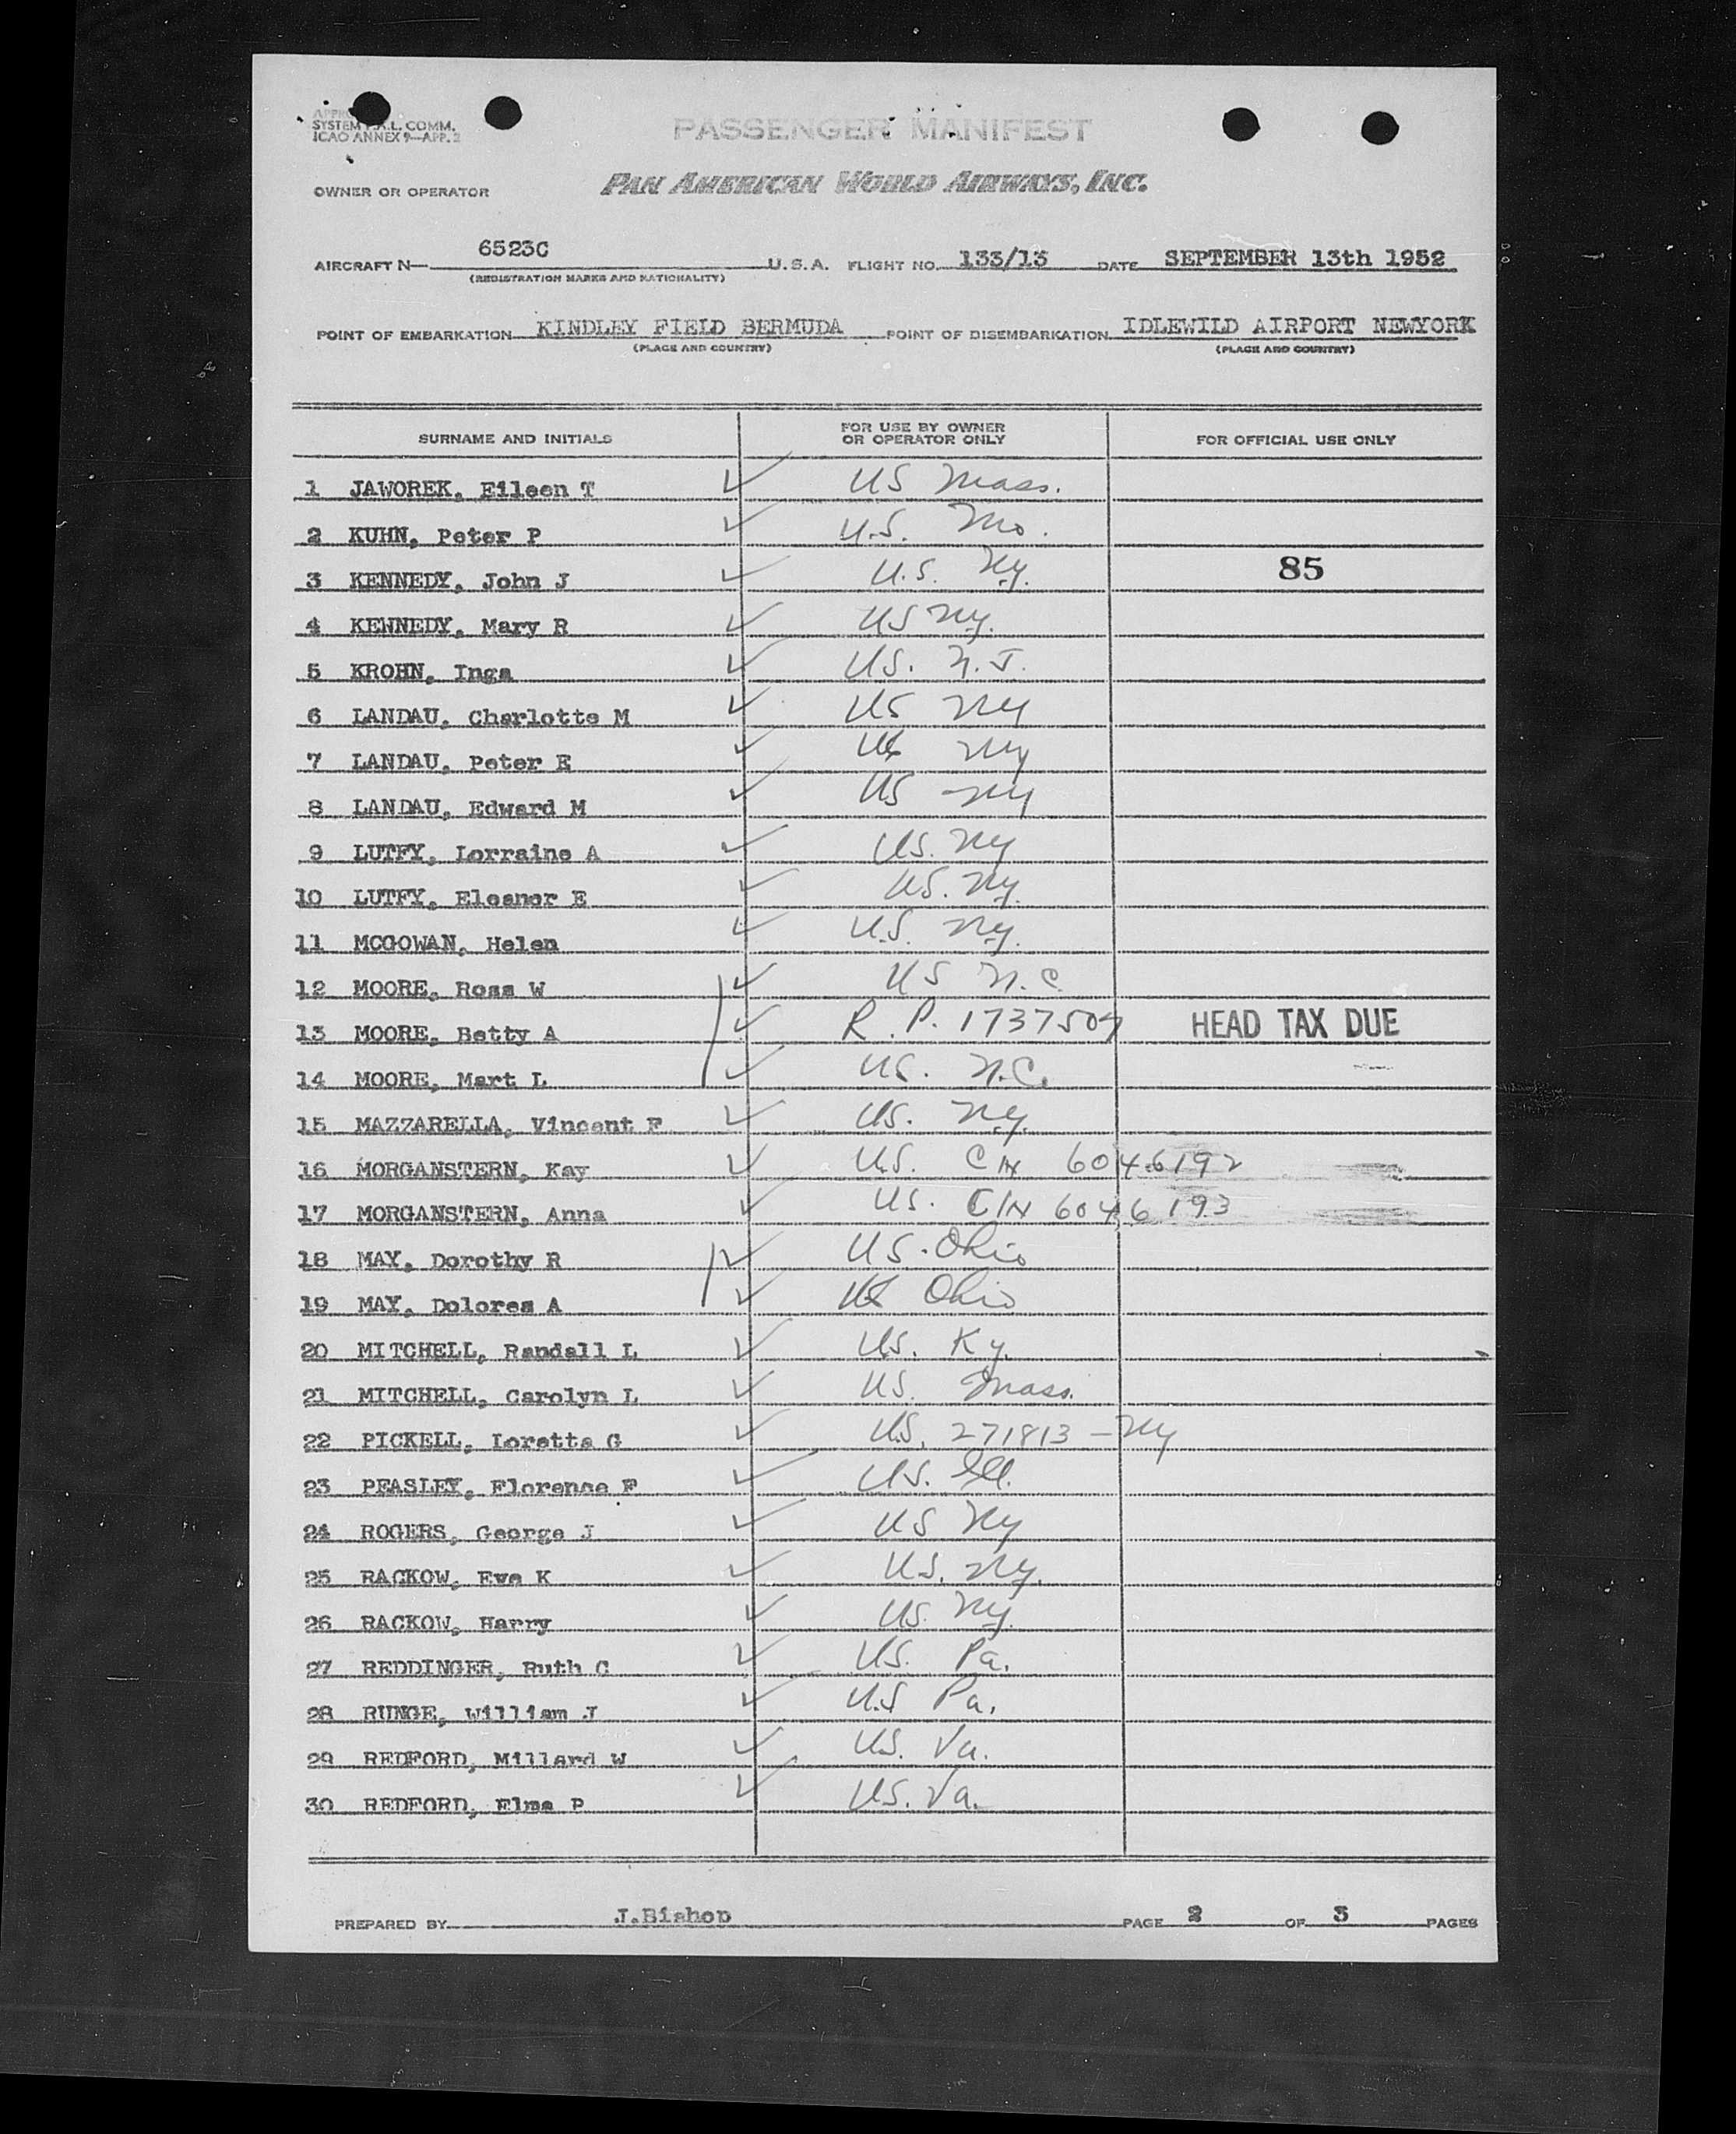 SYSTEM F.A.L. COMM.
ICAO ANNEX 9—APP. 2
PASSENGER MANIFEST
OWNER OR OPERATOR PAN AMERICAN WORLD AIRWAYS, INC.
AIRCRAFT N— 6523C U.S.A. FLIGHT NO. 133/13 DATE SEPTEMBER 13th 1952
(REGISTRATION MARKS AND NATIONALITY)
POINT OF EMBARKATION KINDLEY FIELD BERMUDA POINT OF DISEMBARKATION IDLEWILD AIRPORT NEWYORK
(PLACE AND COUNTRY) (PLACE AND COUNTRY)
SURNAME AND INITIALS FOR USE BY OWNER OR OPERATOR ONLY FOR OFFICIAL USE ONLY
1 JAWOREK, Eileen T ✓ US Mass.
2 KUHN, Peter P ✓ U.S. Mo.
3 KENNEDY, John J ✓ U.S. Ny. 85
4 KENNEDY, Mary R ✓ US Ny.
5 KROHN, Inga ✓ US. N.J.
6 LANDAU, Charlotte M ✓ US Ny
7 LANDAU, Peter E ✓ US Ny
8 LANDAU, Edward M ✓ US Ny
9 LUTFY, Lorraine A ✓ US. Ny
10 LUTFY, Eleanor E ✓ US. Ny.
11 MCGOWAN, Helen ✓ U.S. Ny.
12 MOORE, Ross W ✓ US N.C.
13 MOORE, Betty A ✓ R.P. 1737507 HEAD TAX DUE
14 MOORE, Mart L ✓ US. N.C.
15 MAZZARELLA, Vincent F ✓ US. Ny.
16 MORGANSTERN, Kay ✓ U.S. CIN 6046192
17 MORGANSTERN, Anna ✓ US. CIN 6046193
18 MAY, Dorothy R ✓ US. Ohio
19 MAY, Dolores A ✓ US Ohio
20 MITCHELL, Randall L ✓ US. Ky.
21 MITCHELL, Carolyn L ✓ US. Mass.
22 PICKELL, Loretta G ✓ U.S. 271813 - Ny
23 PEASLEY, Florence F ✓ US. Ill.
24 ROGERS, George J ✓ US Ny
25 RACKOW, Eva K ✓ U.S. Ny.
26 RACKOW, Harry ✓ US. Ny.
27 REDDINGER, Ruth C ✓ US. Pa.
28 RUNGE, William J ✓ U.S Pa.
29 REDFORD, Millard W ✓ US. Va.
30 REDFORD, Elma P ✓ US. Va.
PREPARED BY J.Bishop PAGE 2 OF 3 PAGES